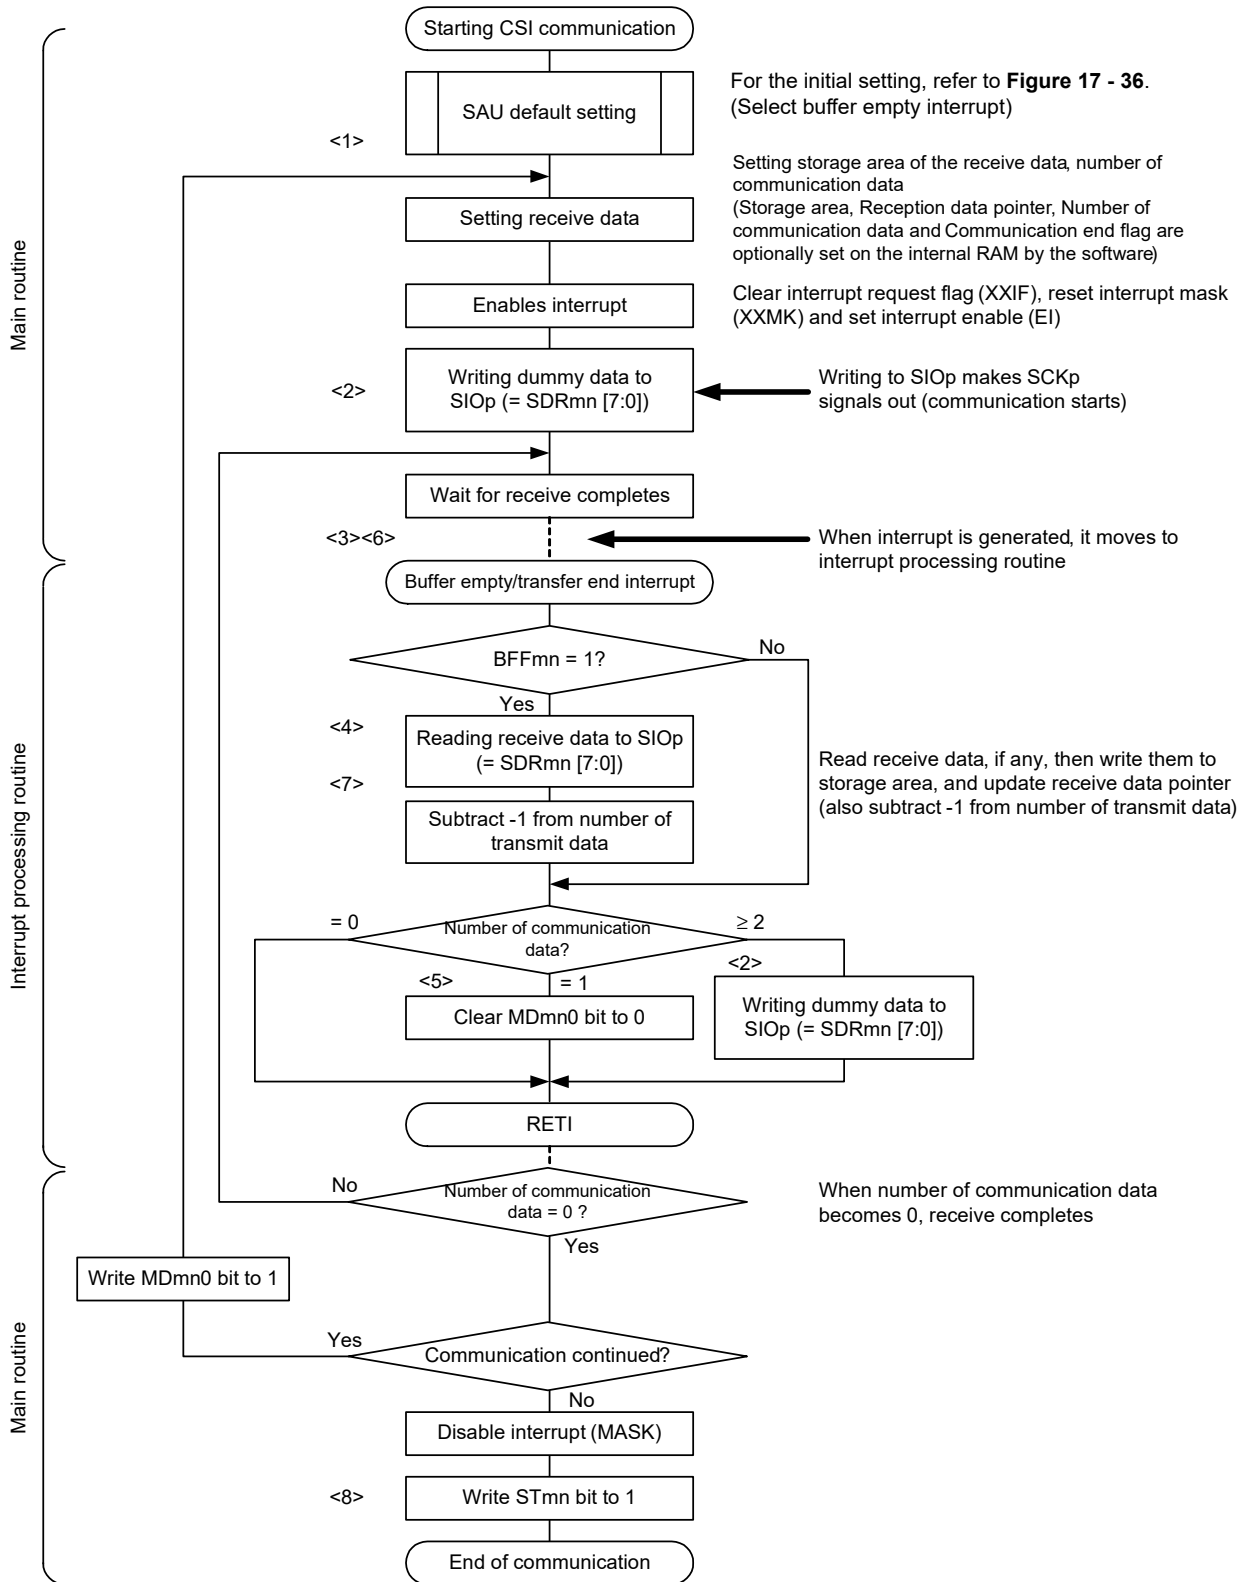 Starting CSI communication
SAU default setting
For the initial setting, refer to Figure 17 - 36.
(Select buffer empty interrupt)
<1>
Setting receive data
Setting storage area of the receive data, number of
communication data
(Storage area, Reception data pointer, Number of
communication data and Communication end flag are
optionally set on the internal RAM by the software)
Main routine
Enables interrupt
Clear interrupt request flag (XXIF), reset interrupt mask
(XXMK) and set interrupt enable (EI)
<2>
Writing dummy data to
SIOp (= SDRmn [7:0])
Writing to SIOp makes SCKp
signals out (communication starts)
Wait for receive completes
<3><6>
When interrupt is generated, it moves to
interrupt processing routine
Buffer empty/transfer end interrupt
BFFmn = 1?
No
Yes
<4>
Reading receive data to SIOp
(= SDRmn [7:0])
<7>
Subtract -1 from number of
transmit data
Read receive data, if any, then write them to
storage area, and update receive data pointer
(also subtract -1 from number of transmit data)
Interrupt processing routine
= 0
Number of communication
data?
≥ 2
<5>
= 1
<2>
Clear MDmn0 bit to 0
Writing dummy data to
SIOp (= SDRmn [7:0])
RETI
No
Number of communication
data = 0 ?
Yes
When number of communication data
becomes 0, receive completes
Write MDmn0 bit to 1
Yes
Communication continued?
No
Main routine
Disable interrupt (MASK)
<8>
Write STmn bit to 1
End of communication